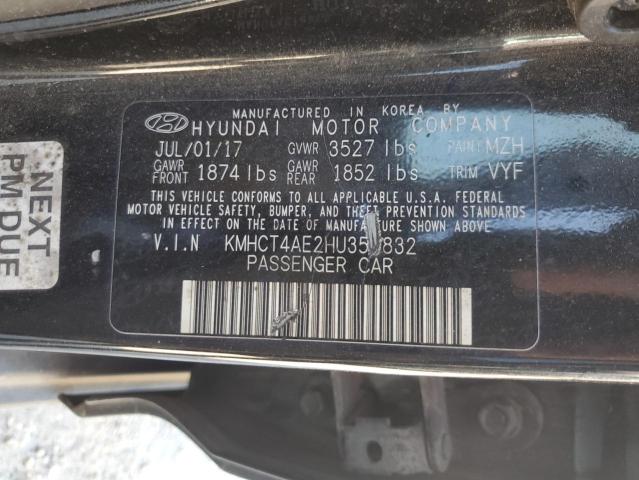 MANUFACTURED IN KOREA BY
HYUNDAI MOTOR COMPANY
JUL/01/17 GVWR 3527 lbs PAINT MZH
GAWR FRONT 1874 lbs GAWR REAR 1852 lbs TRIM VYF
THIS VEHICLE CONFORMS TO ALL APPLICABLE U.S.A. FEDERAL
MOTOR VEHICLE SAFETY, BUMPER, AND THEFT PREVENTION STANDARDS
IN EFFECT ON THE DATE OF MANUFACTURE SHOWN ABOVE
V.I.N
PASSENGER CAR
NEXT
PM DUE